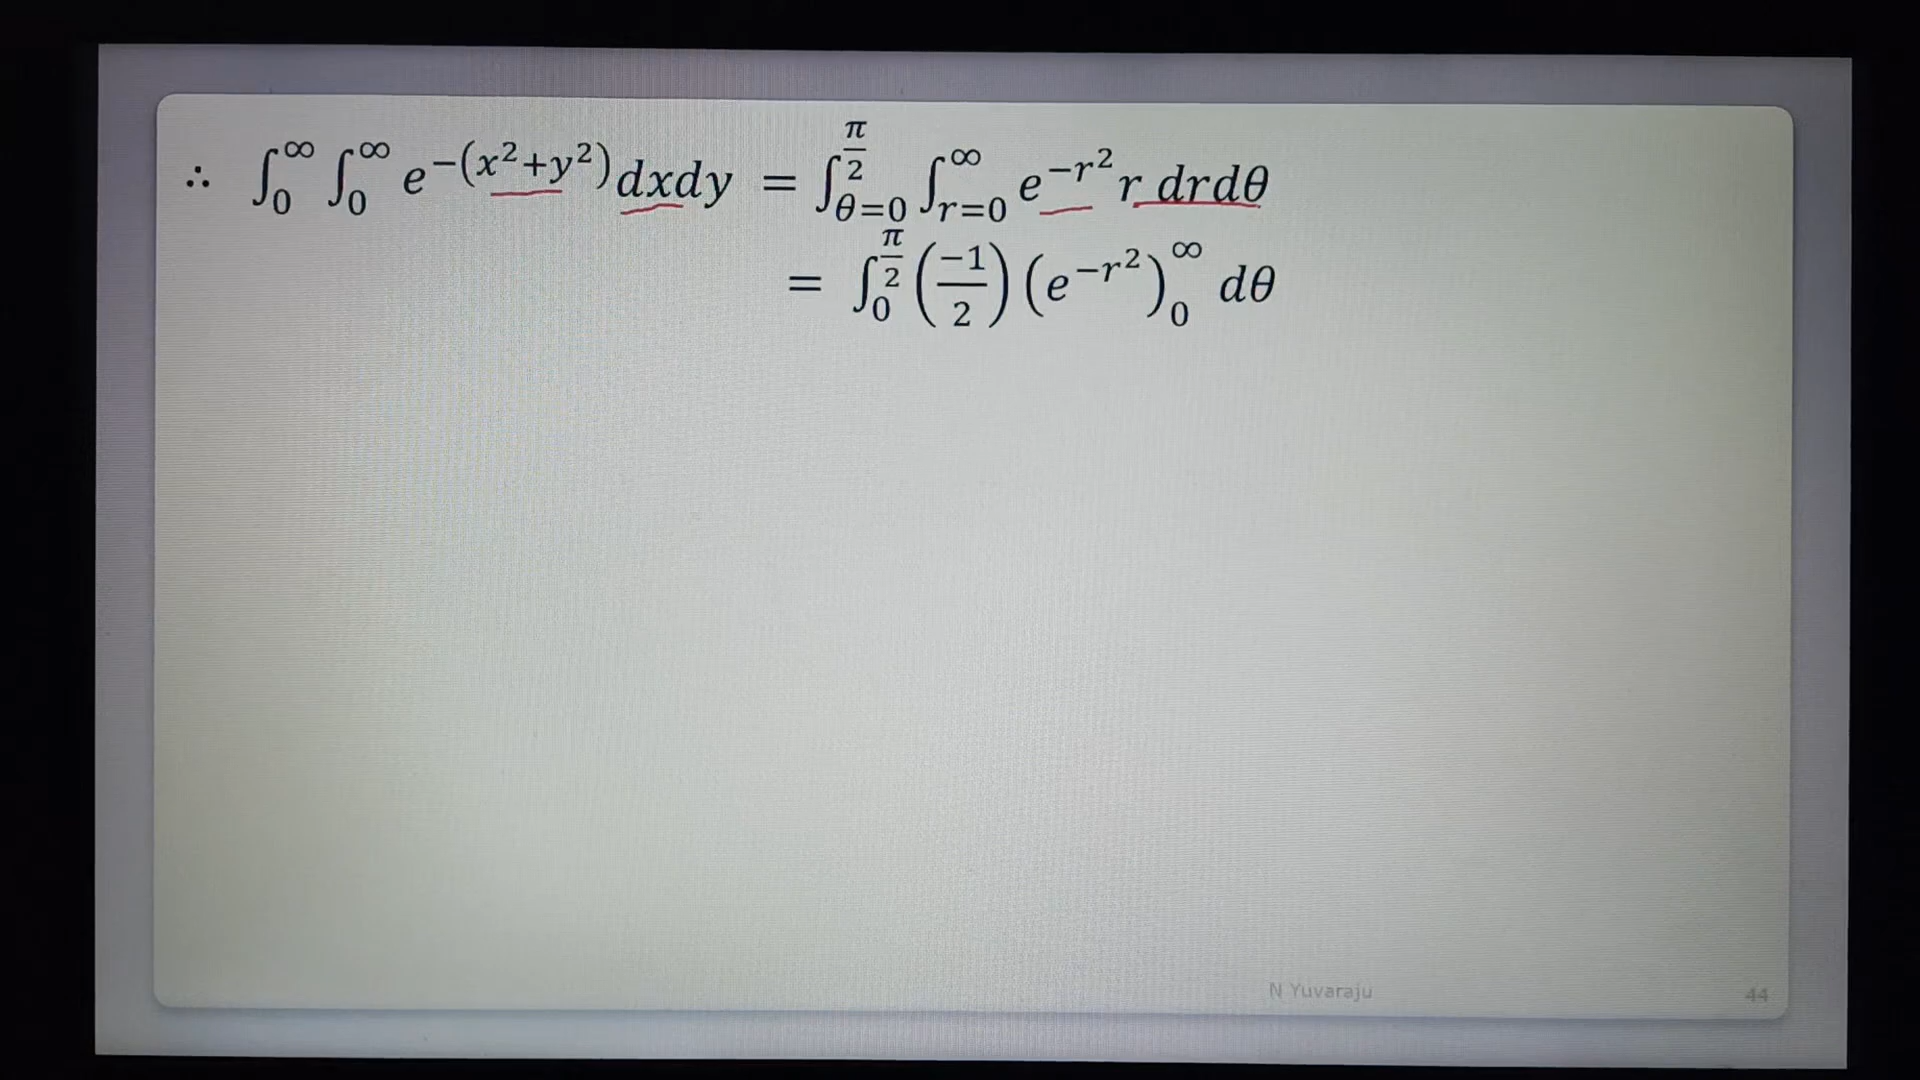 ∴ ∫₀^∞ ∫₀^∞ e^{−(x²+y²)} dxdy = ∫_{θ=0}^{π/2} ∫_{r=0}^∞ e^{−r²} r drdθ
= ∫₀^{π/2} (−1/2) (e^{−r²})₀^∞ dθ
N Yuvaraju
44